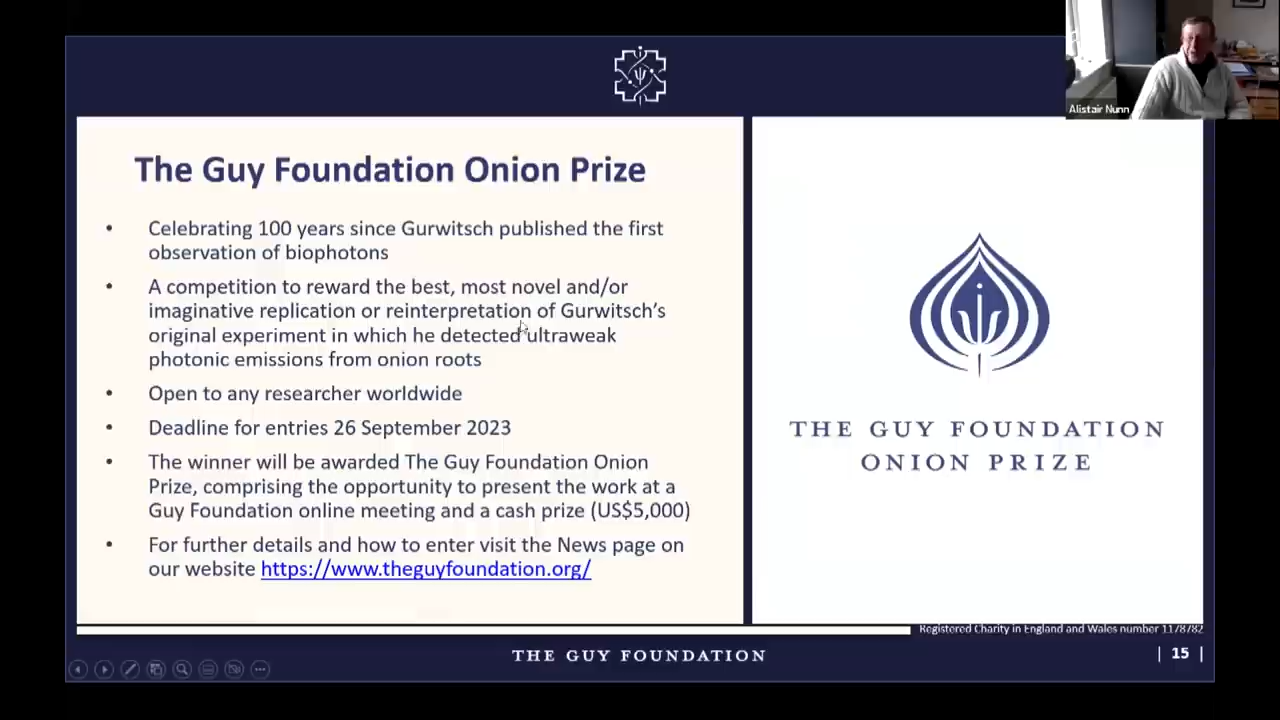 Alistair Nunn
The Guy Foundation Onion Prize
• Celebrating 100 years since Gurwitsch published the first
observation of biophotons
• A competition to reward the best, most novel and/or
imaginative replication or reinterpretation of Gurwitsch's
original experiment in which he detected ultraweak
photonic emissions from onion roots
• Open to any researcher worldwide
• Deadline for entries 26 September 2023
• The winner will be awarded The Guy Foundation Onion
Prize, comprising the opportunity to present the work at a
Guy Foundation online meeting and a cash prize (US$5,000)
• For further details and how to enter visit the News page on
our website https://www.theguyfoundation.org/
THE GUY FOUNDATION
ONION PRIZE
Registered Charity in England and Wales number 1178782
THE GUY FOUNDATION
| 15 |